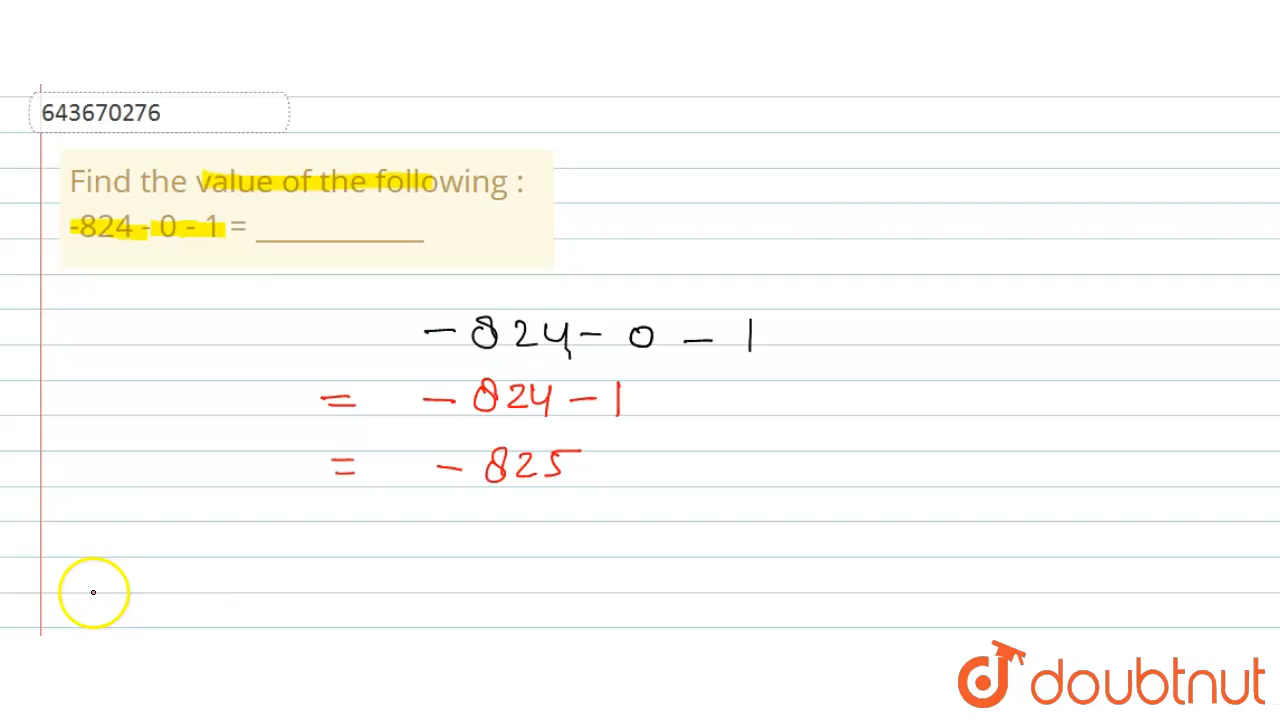 643670276
Find the value of the following :
-824 - 0 - 1 = ____________
- 824 - 0 - 1
= - 824 - 1
= - 825
doubtnut